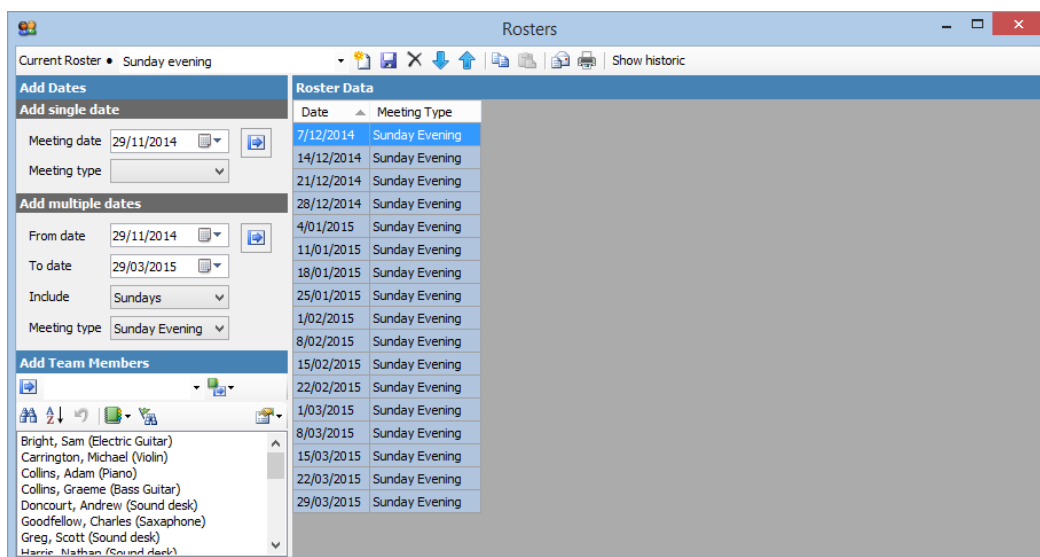 Rosters
Current Roster • Sunday evening Show historic
Add Dates
Add single date
Meeting date 29/11/2014
Meeting type
Add multiple dates
From date 29/11/2014
To date 29/03/2015
Include Sundays
Meeting type Sunday Evening
Add Team Members
Bright, Sam (Electric Guitar)
Carrington, Michael (Violin)
Collins, Adam (Piano)
Collins, Graeme (Bass Guitar)
Doncourt, Andrew (Sound desk)
Goodfellow, Charles (Saxaphone)
Greg, Scott (Sound desk)
Harris, Nathan (Sound desk)
Roster Data
Date Meeting Type
7/12/2014 Sunday Evening
14/12/2014 Sunday Evening
21/12/2014 Sunday Evening
28/12/2014 Sunday Evening
4/01/2015 Sunday Evening
11/01/2015 Sunday Evening
18/01/2015 Sunday Evening
25/01/2015 Sunday Evening
1/02/2015 Sunday Evening
8/02/2015 Sunday Evening
15/02/2015 Sunday Evening
22/02/2015 Sunday Evening
1/03/2015 Sunday Evening
8/03/2015 Sunday Evening
15/03/2015 Sunday Evening
22/03/2015 Sunday Evening
29/03/2015 Sunday Evening